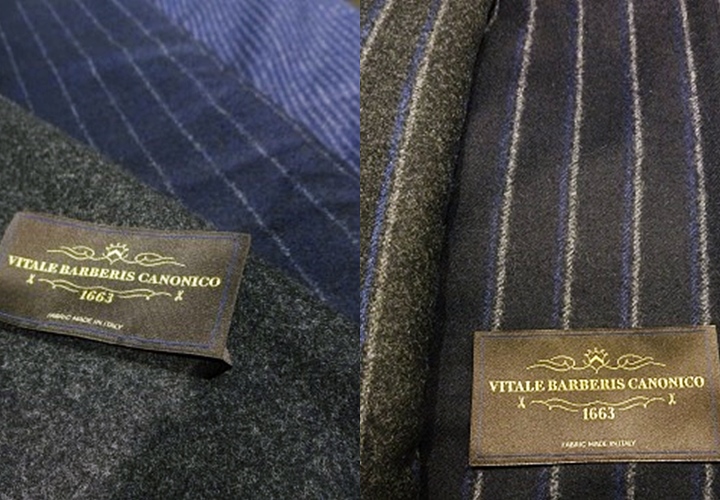 VITALE BARBERIS CANONICO
1663
FABRIC MADE IN ITALY
VITALE BARBERIS CANONICO
1663
FABRIC MADE IN ITALY